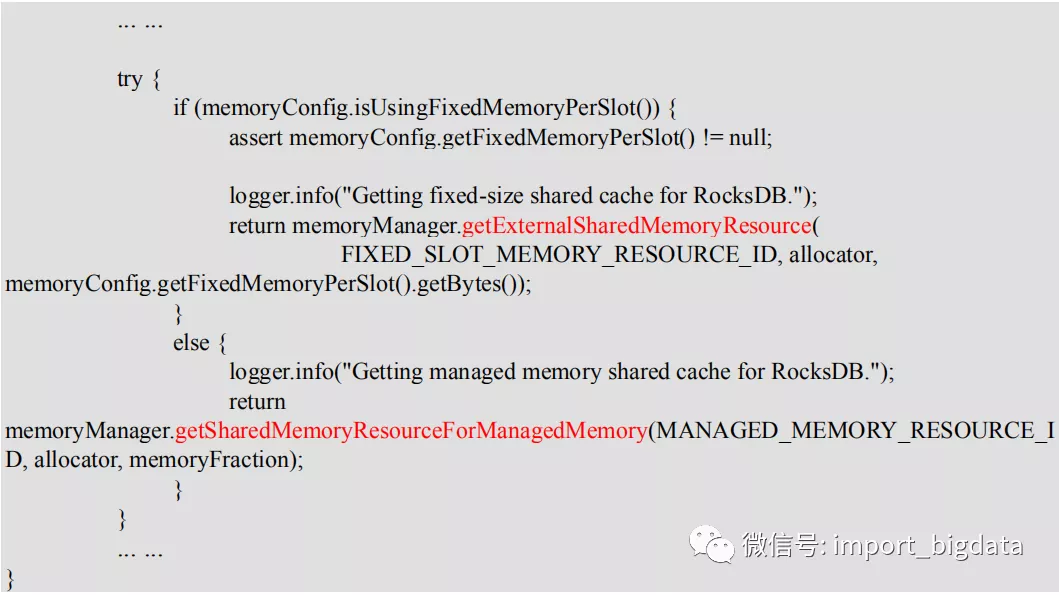 ... ...
try {
if (memoryConfig.isUsingFixedMemoryPerSlot()) {
assert memoryConfig.getFixedMemoryPerSlot() != null;
logger.info("Getting fixed-size shared cache for RocksDB.");
return memoryManager.getExternalSharedMemoryResource(
FIXED_SLOT_MEMORY_RESOURCE_ID, allocator,
memoryConfig.getFixedMemoryPerSlot().getBytes());
}
else {
logger.info("Getting managed memory shared cache for RocksDB.");
return
memoryManager.getSharedMemoryResourceForManagedMemory(MANAGED_MEMORY_RESOURCE_I
D, allocator, memoryFraction);
}
}
... ...
}
微信号: import_bigdata